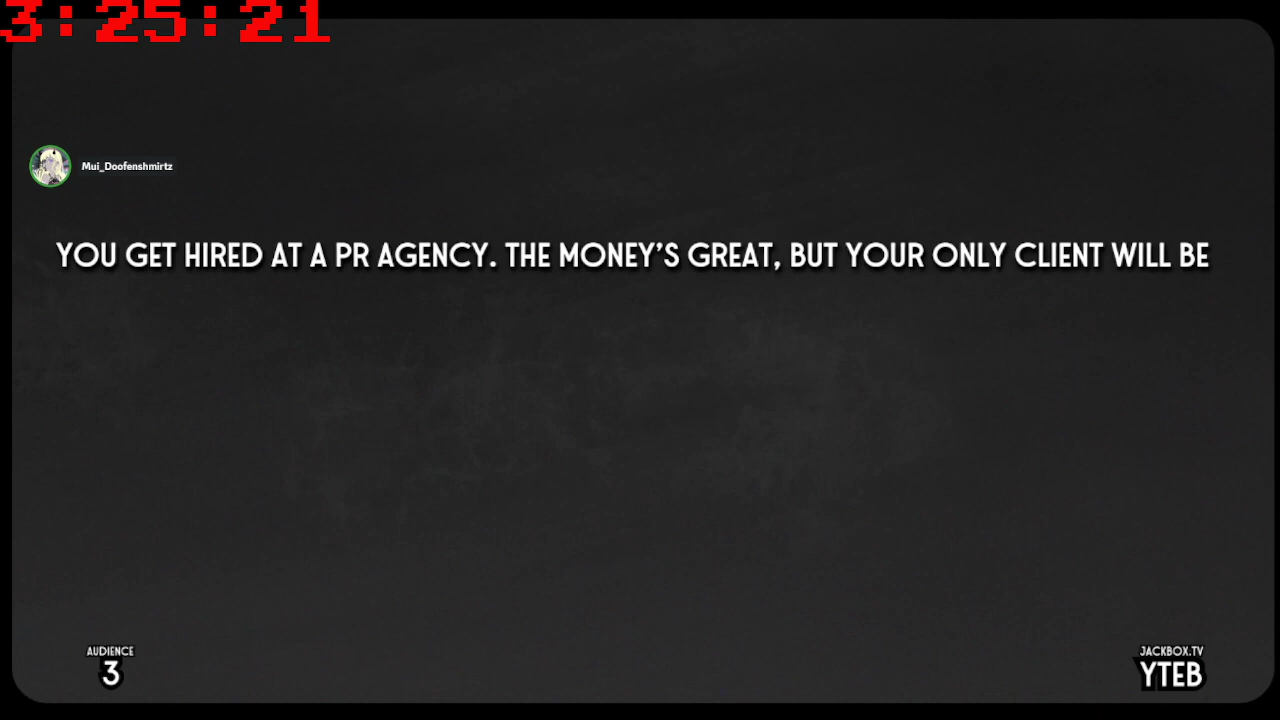 3:25:21
Mui_Doofenshmirtz
YOU GET HIRED AT A PR AGENCY. THE MONEY'S GREAT, BUT YOUR ONLY CLIENT WILL BE
AUDIENCE
3
JACKBOX.TV
YTEB